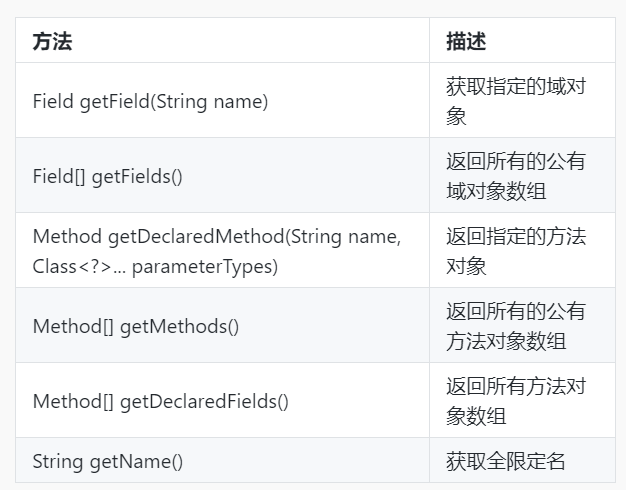 方法
描述
Field getField(String name)
获取指定的域对
象
Field[] getFields()
返回所有的公有
域对象数组
Method getDeclaredMethod(String name,
Class<?>... parameterTypes)
返回指定的方法
对象
Method[] getMethods()
返回所有的公有
方法对象数组
Method[] getDeclaredFields()
返回所有方法对
象数组
String getName()
获取全限定名